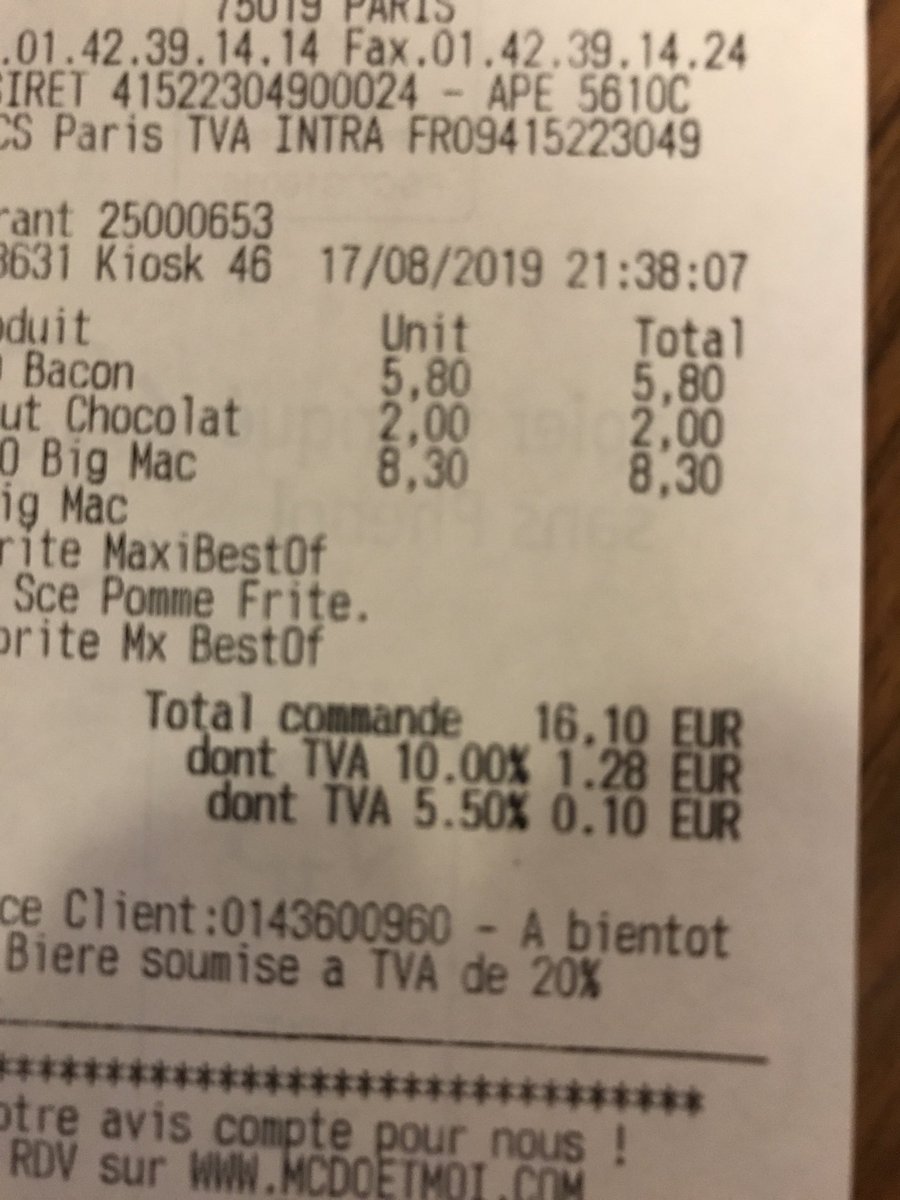 75019 PARIS
.01.42.39.14.14 Fax.01.42.39.14.24
SIRET 41522304900024 - APE 5610C
CS Paris TVA INTRA FR09415223049
rant 25000653
8631 Kiosk 46 17/08/2019 21:38:07
oduit Unit Total
Bacon 5,80 5,80
ut Chocolat 2,00 2,00
0 Big Mac 8,30 8,30
ig Mac
rite MaxiBestOf
Sce Pomme Frite.
orite Mx BestOf
Total commande 16.10 EUR
dont TVA 10.00% 1.28 EUR
dont TVA 5.50% 0.10 EUR
ce Client:0143600960 - A bientot
Biere soumise a TVA de 20%
********************************
otre avis compte pour nous !
RDV sur WWW.MCDOETMOI.COM